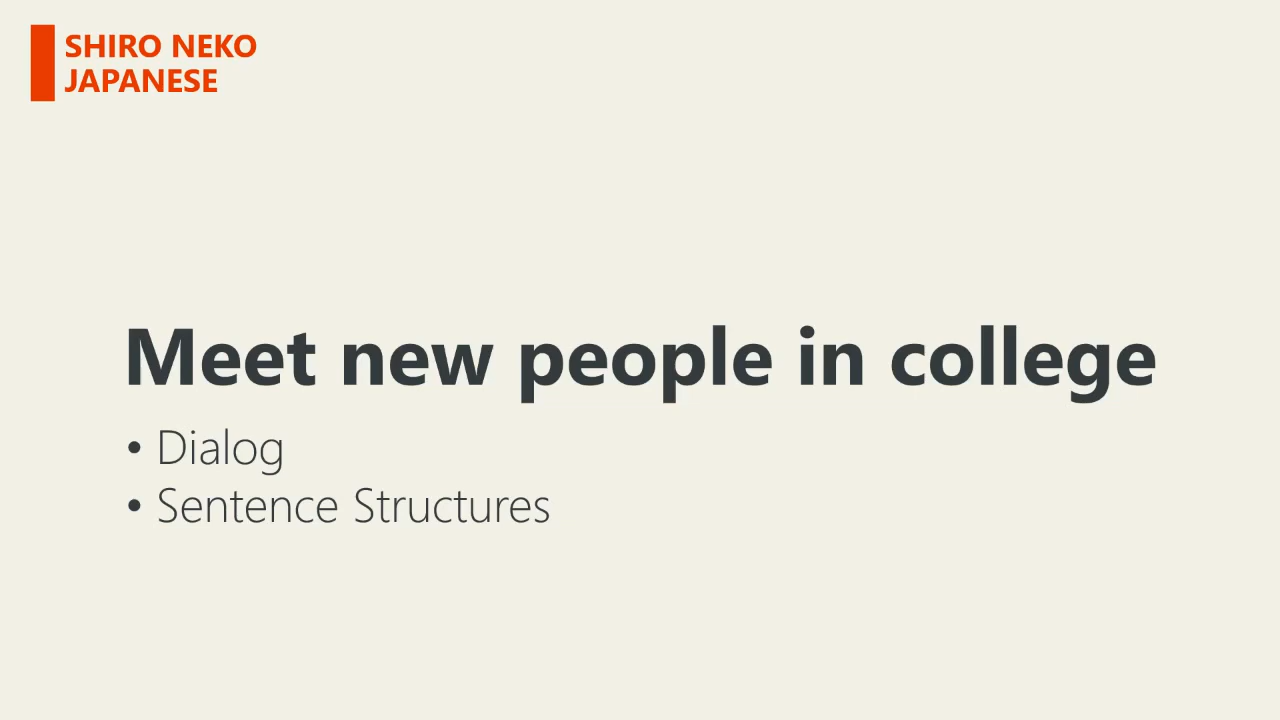 SHIRO NEKO
JAPANESE
Meet new people in college
• Dialog
• Sentence Structures